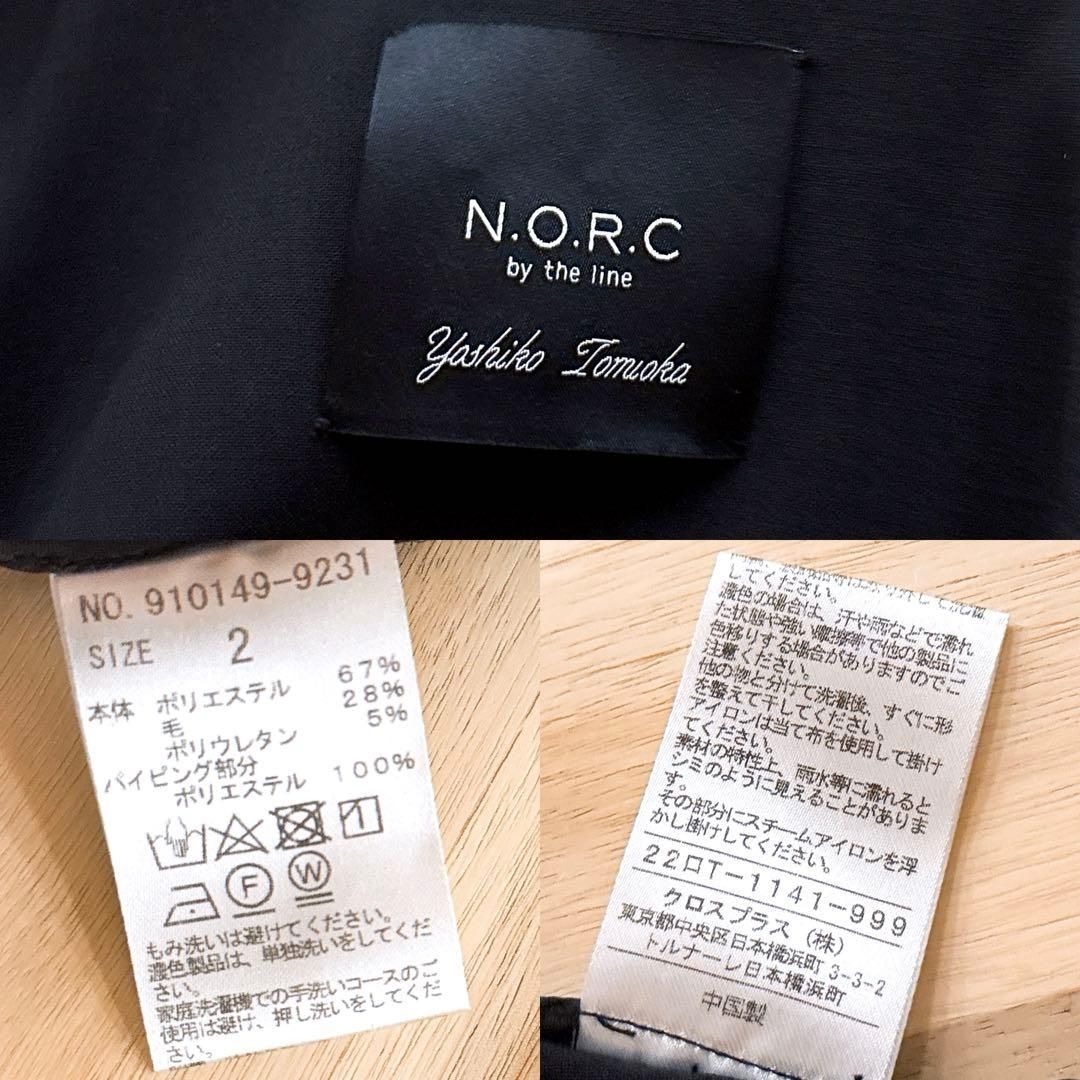 N.O.R.C
by the line
Yoshiko Tomioka
NO. 910149-9231
SIZE 2
本体 ポリエステル 67%
毛 28%
ポリウレタン 5%
パイピング部分
ポリエステル 100%
1
F W
もみ洗いは避けてください。
濃色製品は、単独洗いをしてくだ
さい。
家庭洗濯機での手洗いコースのご
使用は避け、押し洗いをしてくだ
さい。
してください。
濃色の場合は、汗や雨などで濡れ
た状態や強い摩擦等で他の製品に
色移りする場合がありますのでご
注意ください。
他の物と分けて洗濯後、すぐに形
を整えて干してください。
アイロンは当て布を使用して掛け
てください。
素材の特性上、雨水等に濡れると
シミのように見えることがありま
す。
その部分にスチームアイロンを浮
かし掛けしてください。
22ロT-1141-999
クロスプラス (株)
東京都中央区日本橋浜町 3-3-2
トルナーレ日本橋浜町
中国製